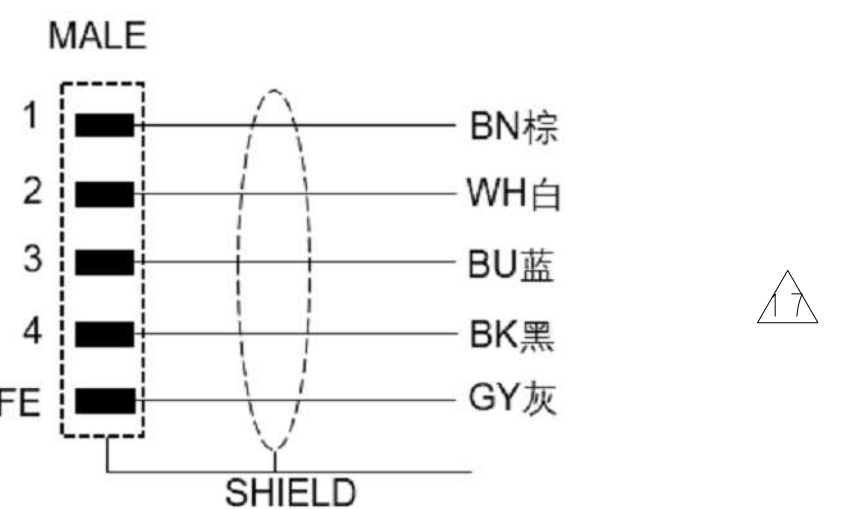 MALE
1 BN棕
2 WH白
3 BU蓝
17
4 BK黑
FE GY灰
SHIELD